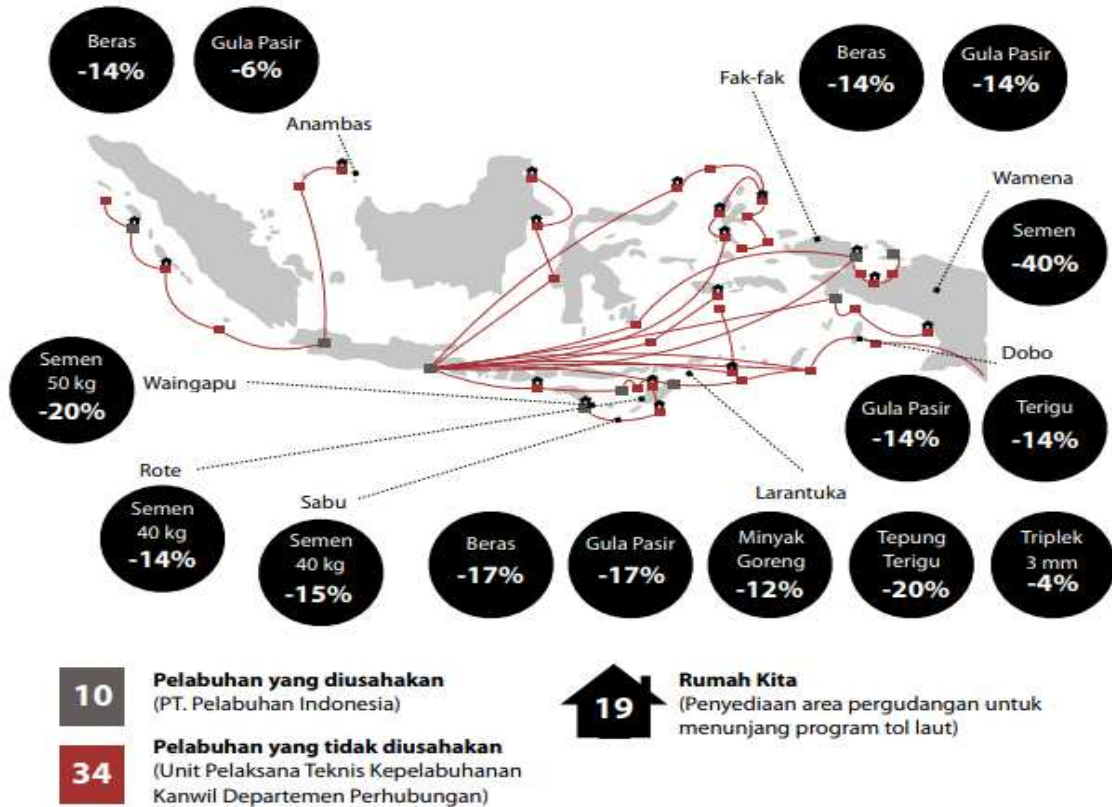 Beras
-14%
Gula Pasir
-6%
Anambas
Fak-fak
Beras
-14%
Gula Pasir
-14%
Wamena
Semen
-40%
Dobo
Gula Pasir
-14%
Terigu
-14%
Semen
50 kg
-20%
Waingapu
Rote
Semen
40 kg
-14%
Sabu
Semen
40 kg
-15%
Larantuka
Beras
-17%
Gula Pasir
-17%
Minyak
Goreng
-12%
Tepung
Terigu
-20%
Triplek
3 mm
-4%
10
Pelabuhan yang diusahakan
(PT. Pelabuhan Indonesia)
34
Pelabuhan yang tidak diusahakan
(Unit Pelaksana Teknis Kepelabuhanan
Kanwil Departemen Perhubungan)
19
Rumah Kita
(Penyediaan area pergudangan untuk
menunjang program tol laut)